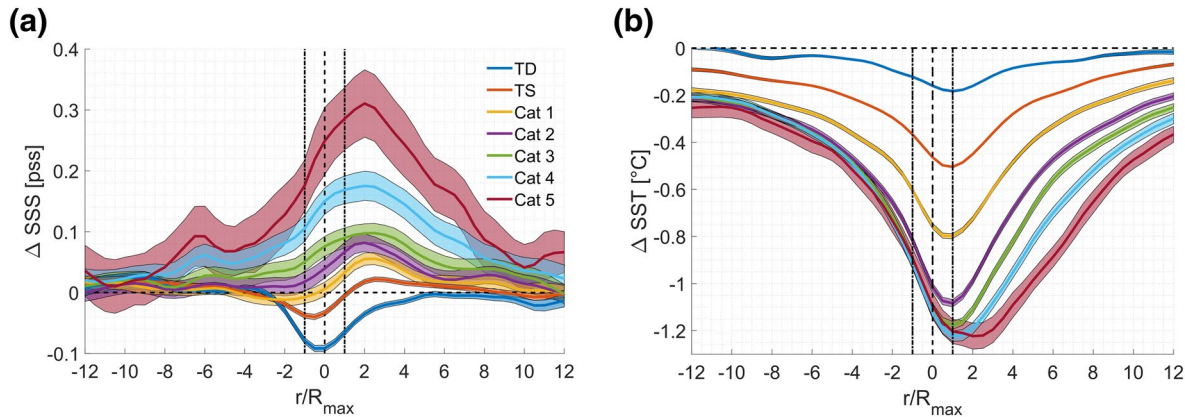 (a)
0.4
0.3
0.2
0.1
0
-0.1
Δ SSS [pss]
TD
TS
Cat 1
Cat 2
Cat 3
Cat 4
Cat 5
-12 -10 -8 -6 -4 -2 0 2 4 6 8 10 12
r/Rmax
(b)
0
-0.2
-0.4
-0.6
-0.8
-1
-1.2
Δ SST [°C]
-12 -10 -8 -6 -4 -2 0 2 4 6 8 10 12
r/Rmax